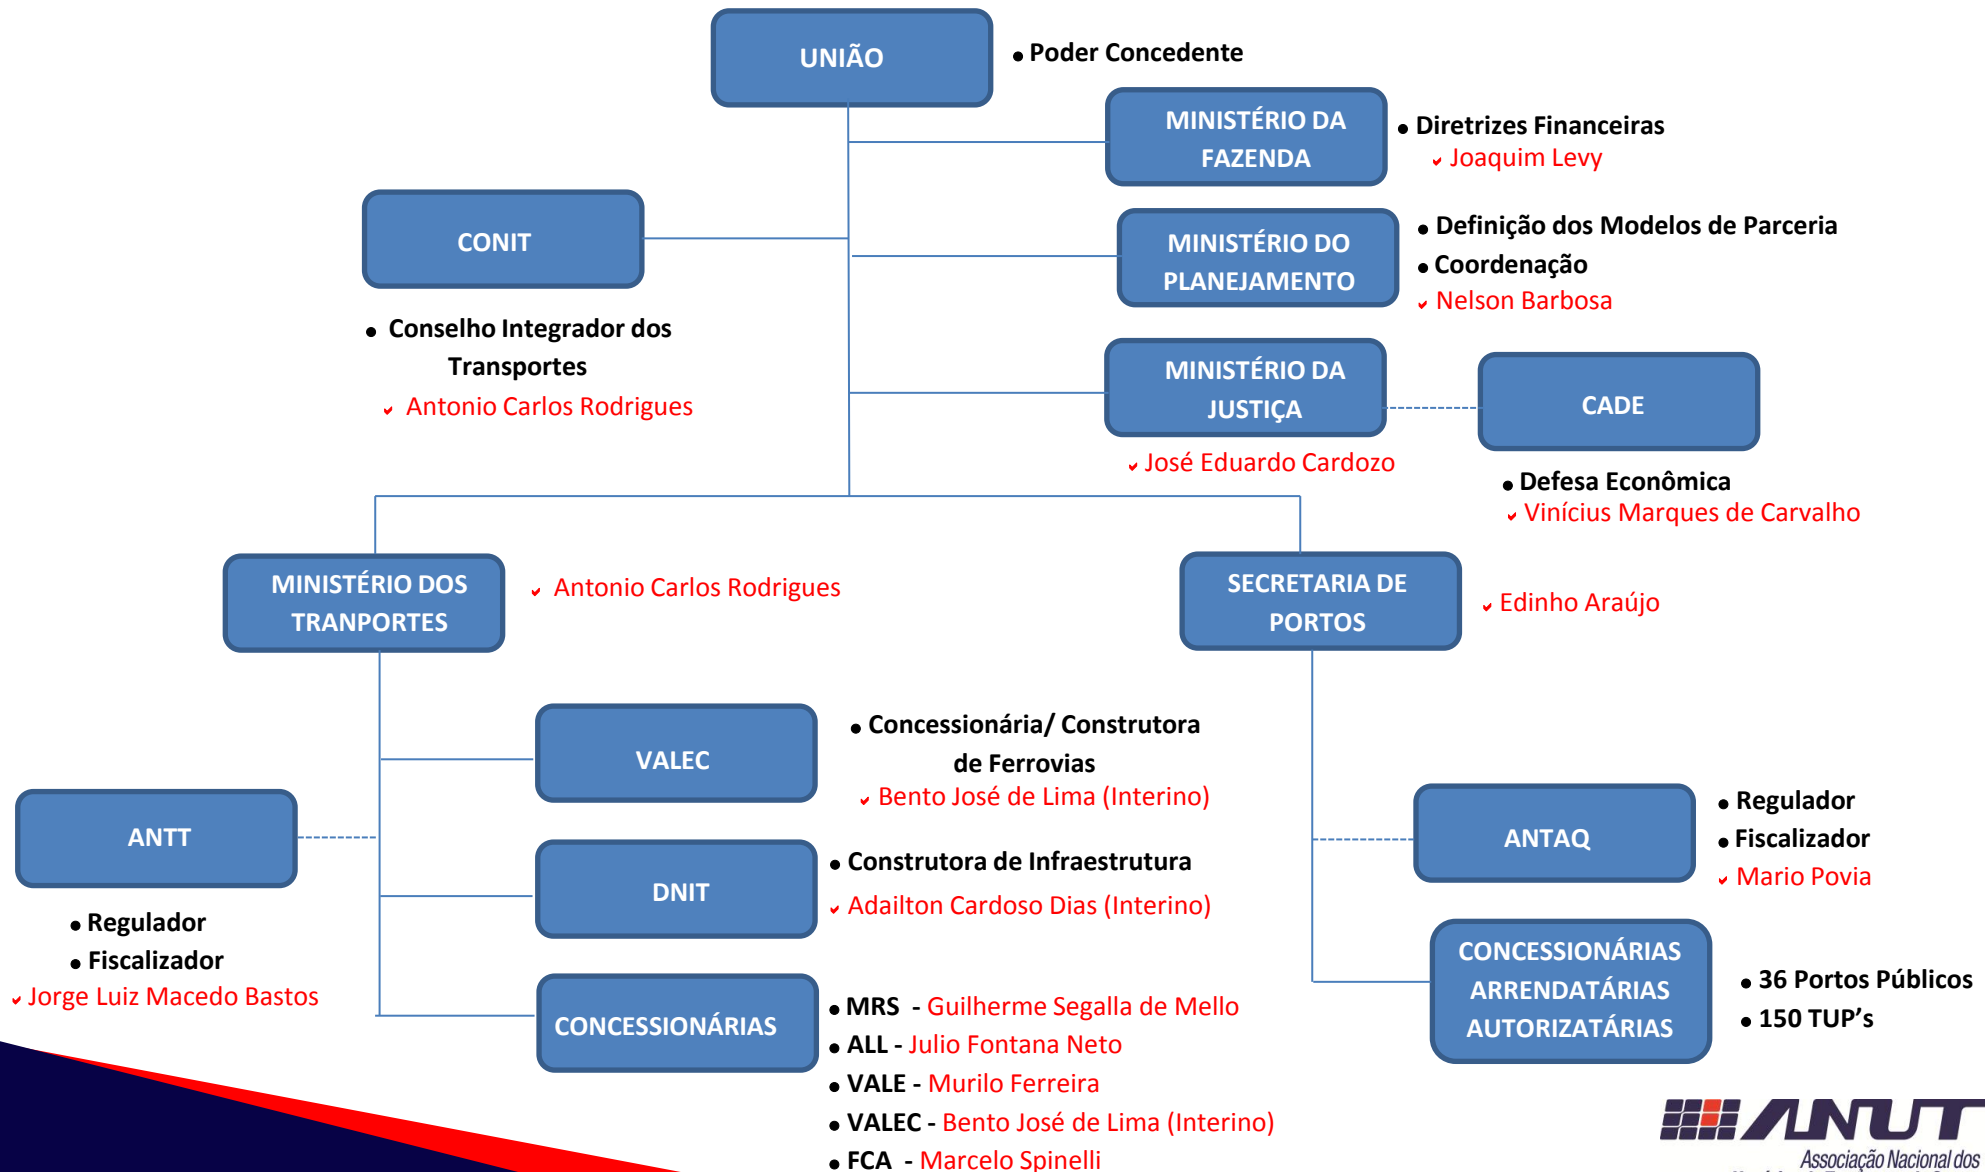 UNIÃO
● Poder Concedente
MINISTÉRIO DA
FAZENDA
● Diretrizes Financeiras
✓ Joaquim Levy
CONIT
● Conselho Integrador dos
Transportes
✓ Antonio Carlos Rodrigues
MINISTÉRIO DO
PLANEJAMENTO
● Definição dos Modelos de Parceria
● Coordenação
✓ Nelson Barbosa
MINISTÉRIO DA
JUSTIÇA
✓ José Eduardo Cardozo
CADE
● Defesa Econômica
✓ Vinícius Marques de Carvalho
MINISTÉRIO DOS
TRANPORTES
✓ Antonio Carlos Rodrigues
SECRETARIA DE
PORTOS
✓ Edinho Araújo
VALEC
● Concessionária/ Construtora
de Ferrovias
✓ Bento José de Lima (Interino)
ANTT
● Regulador
● Fiscalizador
✓ Jorge Luiz Macedo Bastos
DNIT
● Construtora de Infraestrutura
✓ Adailton Cardoso Dias (Interino)
CONCESSIONÁRIAS
● MRS - Guilherme Segalla de Mello
● ALL - Julio Fontana Neto
● VALE - Murilo Ferreira
● VALEC - Bento José de Lima (Interino)
● FCA - Marcelo Spinelli
ANTAQ
● Regulador
● Fiscalizador
✓ Mario Povia
CONCESSIONÁRIAS
ARRENDATÁRIAS
AUTORIZATÁRIAS
● 36 Portos Públicos
● 150 TUP's
ANUT
Associação Nacional dos